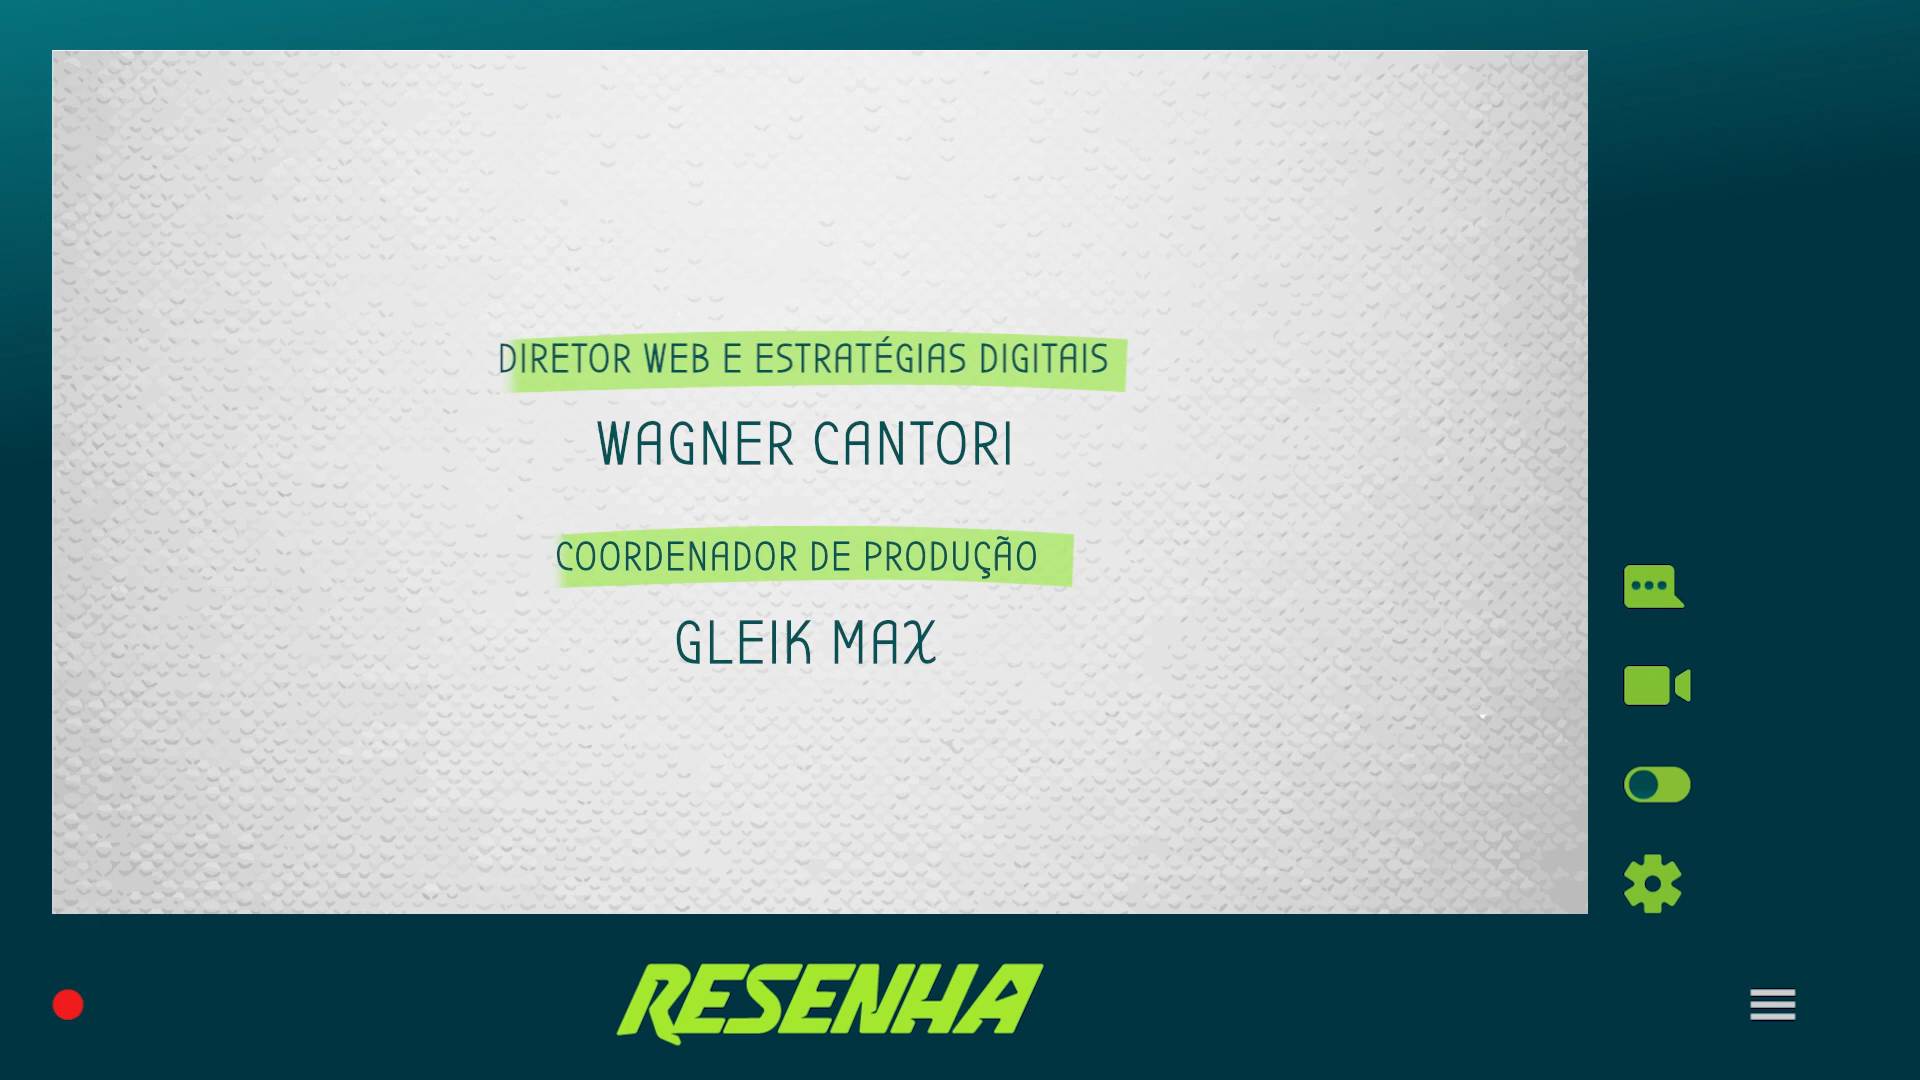 DIRETOR WEB E ESTRATÉGIAS DIGITAIS
WAGNER CANTORI
COORDENADOR DE PRODUÇÃO
GLEIK MAX
RESENHA